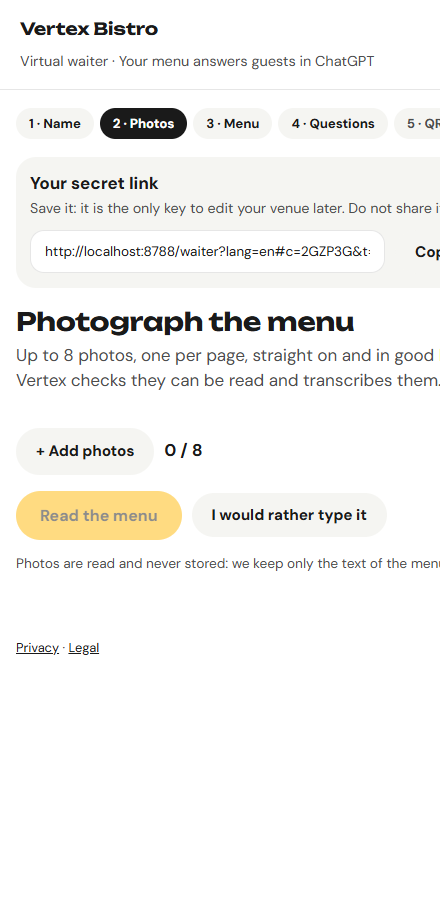 Vertex Bistro
Virtual waiter · Your menu answers guests in ChatGPT
1 · Name 2 · Photos 3 · Menu 4 · Questions 5 · QR
Your secret link
Save it: it is the only key to edit your venue later. Do not share
http://localhost:8788/waiter?lang=en#c=2GZP3G&t
Photograph the menu
Up to 8 photos, one per page, straight on and in good
Vertex checks they can be read and transcribes them.
+ Add photos 0 / 8
Read the menu I would rather type it
Photos are read and never stored: we keep only the text of the menu
Privacy · Legal